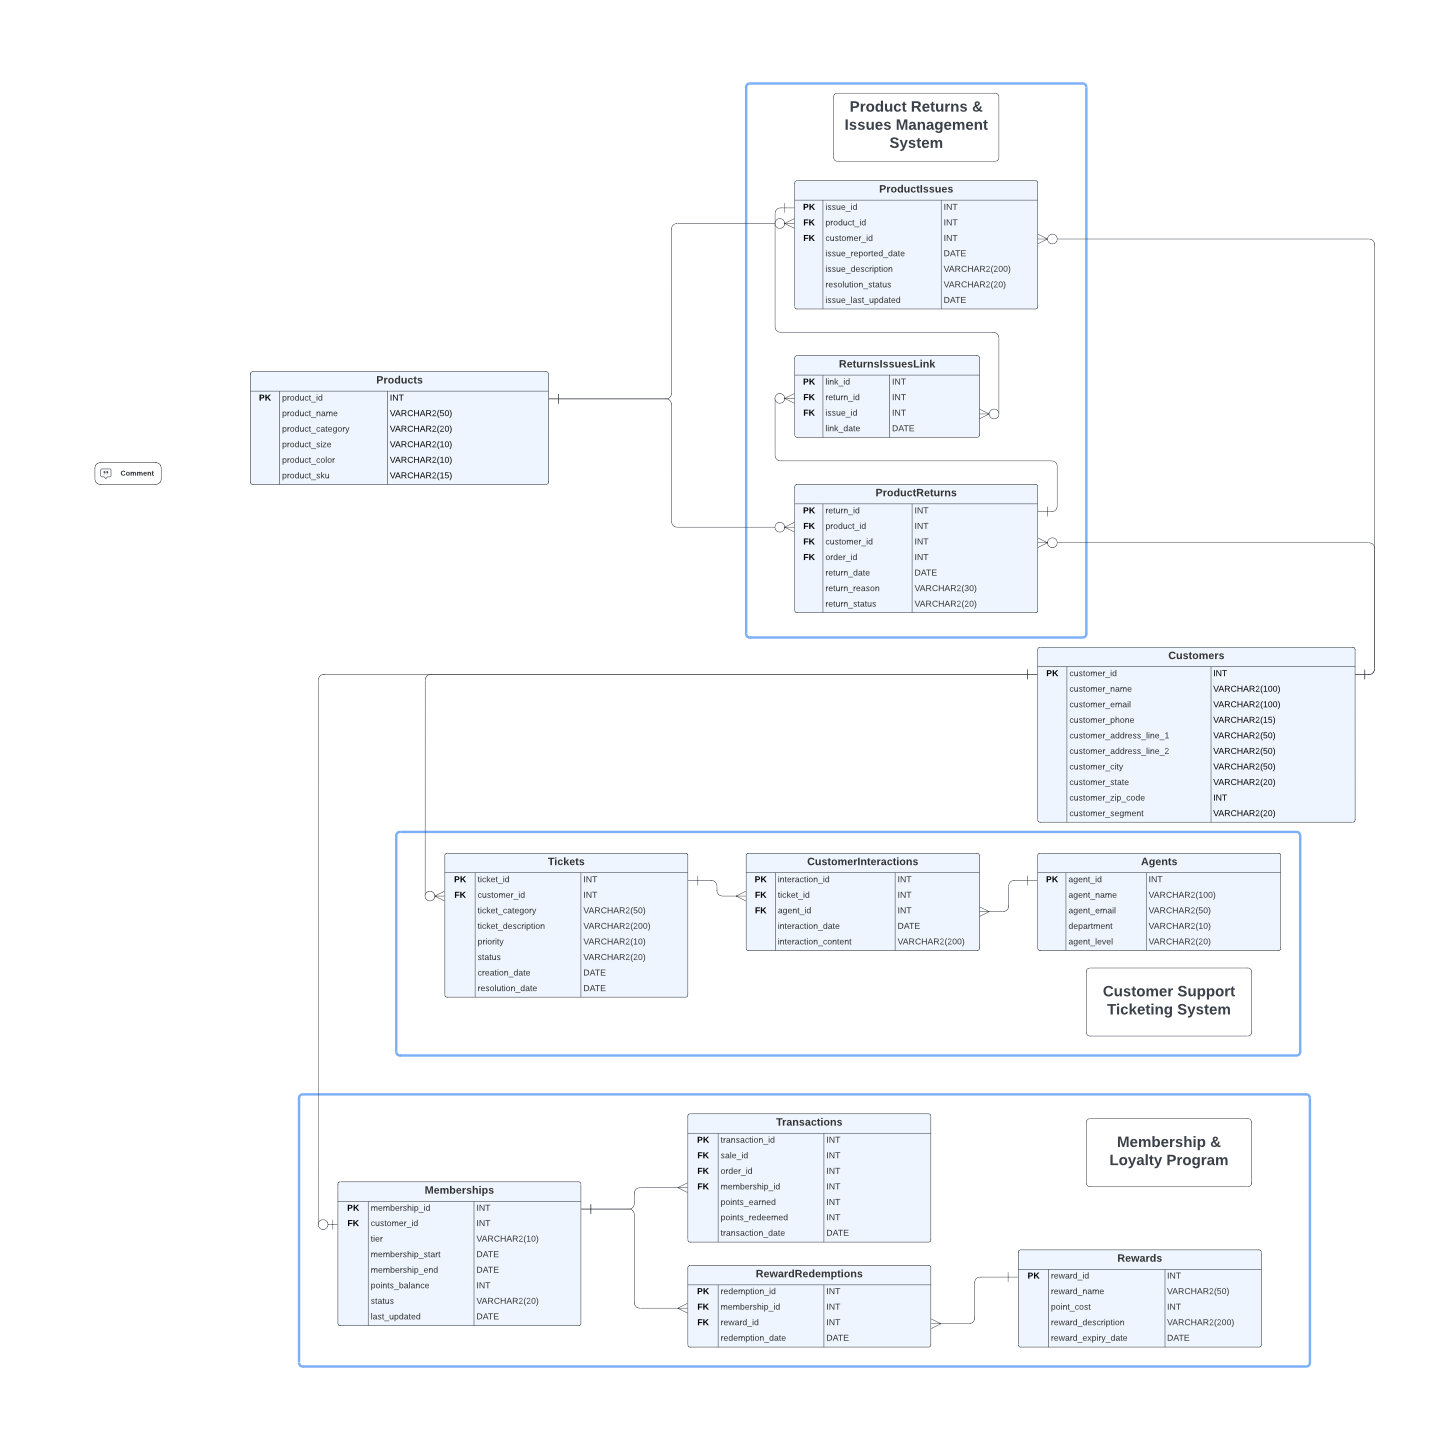 Product Returns &
Issues Management
System
ProductIssues
PK issue_id INT
FK product_id INT
FK customer_id INT
issue_reported_date DATE
issue_description VARCHAR2(200)
resolution_status VARCHAR2(20)
issue_last_updated DATE
ReturnsIssuesLink
PK link_id INT
FK return_id INT
FK issue_id INT
link_date DATE
Products
PK product_id INT
product_name VARCHAR2(50)
product_category VARCHAR2(20)
product_size VARCHAR2(10)
product_color VARCHAR2(10)
product_sku VARCHAR2(15)
Comment
ProductReturns
PK return_id INT
FK product_id INT
FK customer_id INT
FK order_id INT
return_date DATE
return_reason VARCHAR2(30)
return_status VARCHAR2(20)
Customers
PK customer_id INT
customer_name VARCHAR2(100)
customer_email VARCHAR2(100)
customer_phone VARCHAR2(15)
customer_address_line_1 VARCHAR2(50)
customer_address_line_2 VARCHAR2(50)
customer_city VARCHAR2(50)
customer_state VARCHAR2(20)
customer_zip_code INT
customer_segment VARCHAR2(20)
Tickets
PK ticket_id INT
FK customer_id INT
ticket_category VARCHAR2(50)
ticket_description VARCHAR2(200)
priority VARCHAR2(10)
status VARCHAR2(20)
creation_date DATE
resolution_date DATE
CustomerInteractions
PK interaction_id INT
FK ticket_id INT
FK agent_id INT
interaction_date DATE
interaction_content VARCHAR2(200)
Agents
PK agent_id INT
agent_name VARCHAR2(100)
agent_email VARCHAR2(50)
department VARCHAR2(10)
agent_level VARCHAR2(20)
Customer Support
Ticketing System
Transactions
PK transaction_id INT
FK sale_id INT
FK order_id INT
FK membership_id INT
points_earned INT
points_redeemed INT
transaction_date DATE
Membership &
Loyalty Program
Memberships
PK membership_id INT
FK customer_id INT
tier VARCHAR2(10)
membership_start DATE
membership_end DATE
points_balance INT
status VARCHAR2(20)
last_updated DATE
RewardRedemptions
PK redemption_id INT
FK membership_id INT
FK reward_id INT
redemption_date DATE
Rewards
PK reward_id INT
reward_name VARCHAR2(50)
point_cost INT
reward_description VARCHAR2(200)
reward_expiry_date DATE